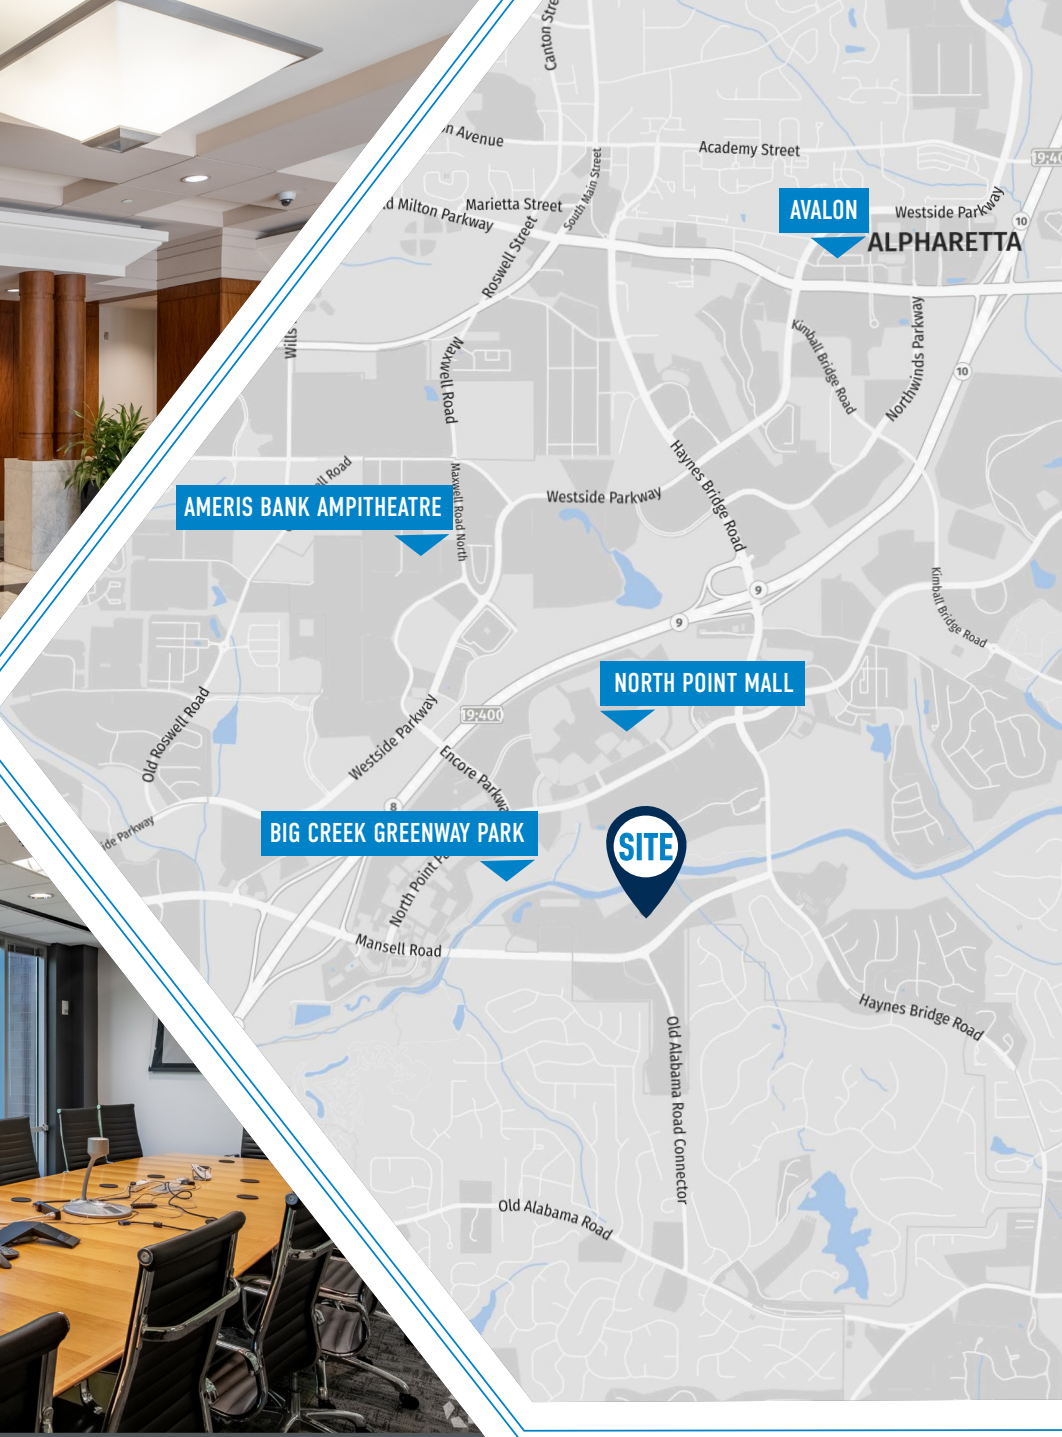 Canton Stre
n Avenue
Academy Street
19:40
South Main Street
Marietta Street
d Milton Parkway
AVALON
Westside Parkway
10
ALPHARETTA
Roswell Street
Wills
Maxwell Road
Kimball Bridge Road
Northwinds Parkway
10
ll Road
Maxwell Road North
Haynes Bridge Road
Westside Parkway
AMERIS BANK AMPITHEATRE
9
9
Kimball Bridge Road
NORTH POINT MALL
Old Roswell Road
19:400
Westside Parkway
Encore Parkwa
8
ide Parkway
BIG CREEK GREENWAY PARK
SITE
North Point Pa
Mansell Road
Haynes Bridge Road
Old Alabama Road Connector
Old Alabama Road